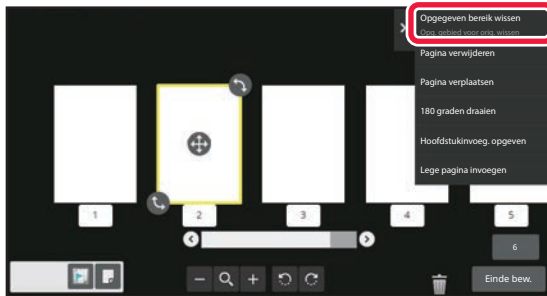 Opgegeven bereik wissen
Opg. gebied voor orig. wissen
Pagina verwijderen
Pagina verplaatsen
180 graden draaien
Hoofdstukinvoeg. opgeven
Lege pagina invoegen
1
2
3
4
5
6
Einde bew.